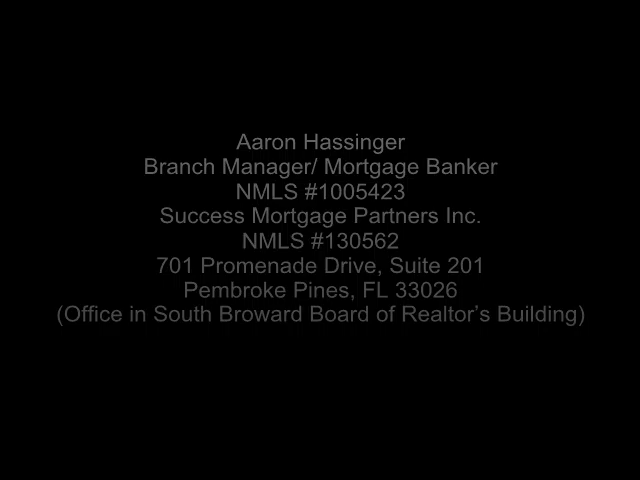 Aaron Hassinger
Branch Manager/ Mortgage Banker
NMLS #1005423
Success Mortgage Partners Inc.
NMLS #130562
701 Promenade Drive, Suite 201
Pembroke Pines, FL 33026
(Office in South Broward Board of Realtor’s Building)